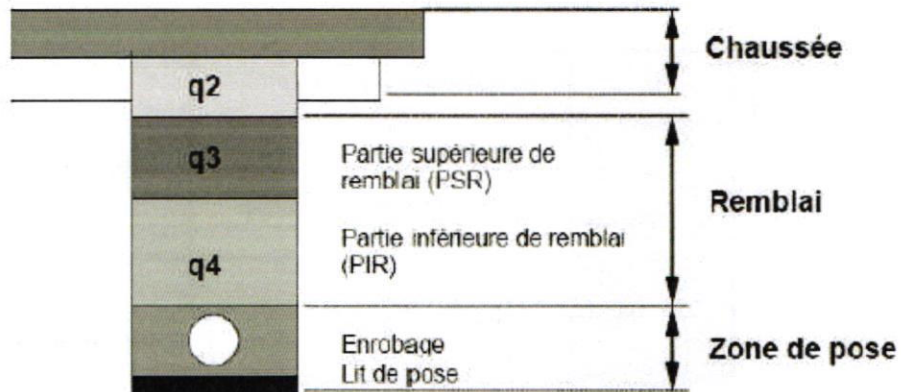 Chaussée
q2
q3
Partie supérieure de
remblai (PSR)
Remblai
Partie inférieure de remblai
(PIR)
q4
Enrobage
Lit de pose
Zone de pose